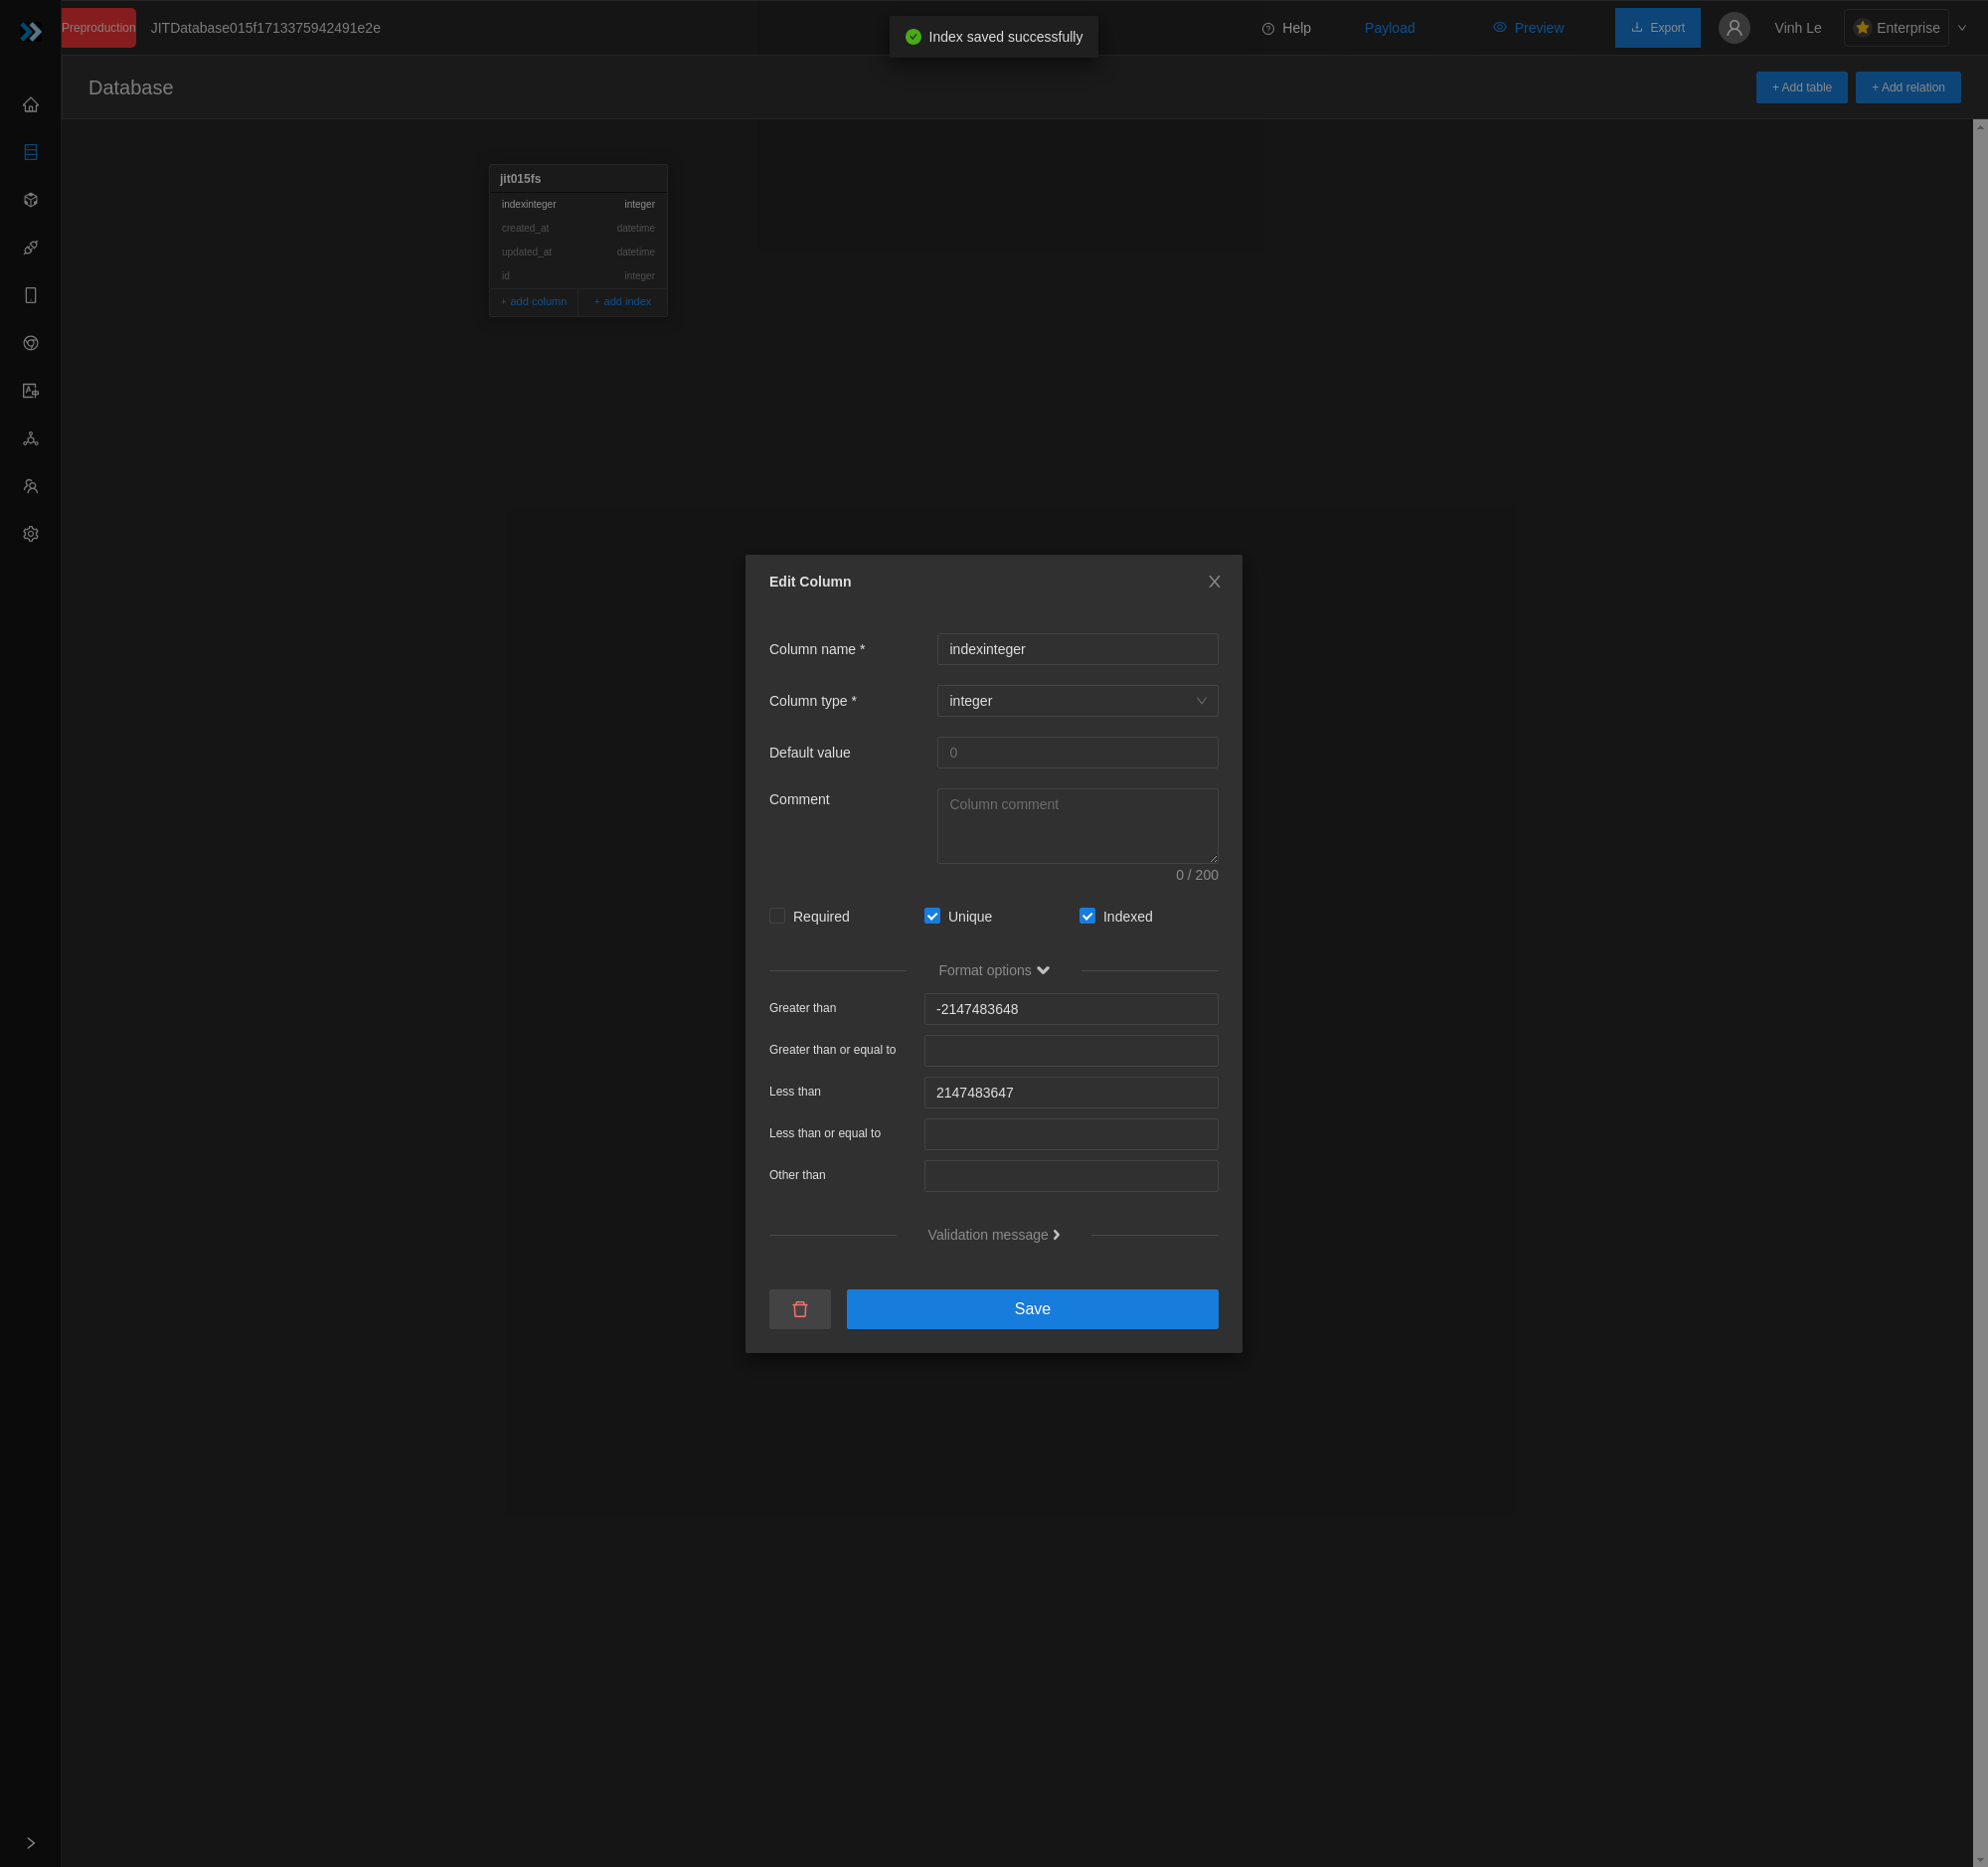 Preproduction JITDatabase015f1713375942491e2e
Index saved successfully
Help Payload Preview Export Vinh Le Enterprise
Database
+ Add table + Add relation
jit015fs
indexinteger integer
created_at datetime
updated_at datetime
id integer
+ add column + add index
Edit Column
Column name * indexinteger
Column type * integer
Default value 0
Comment Column comment
0 / 200
Required Unique Indexed
Format options
Greater than -2147483648
Greater than or equal to
Less than 2147483647
Less than or equal to
Other than
Validation message
Save